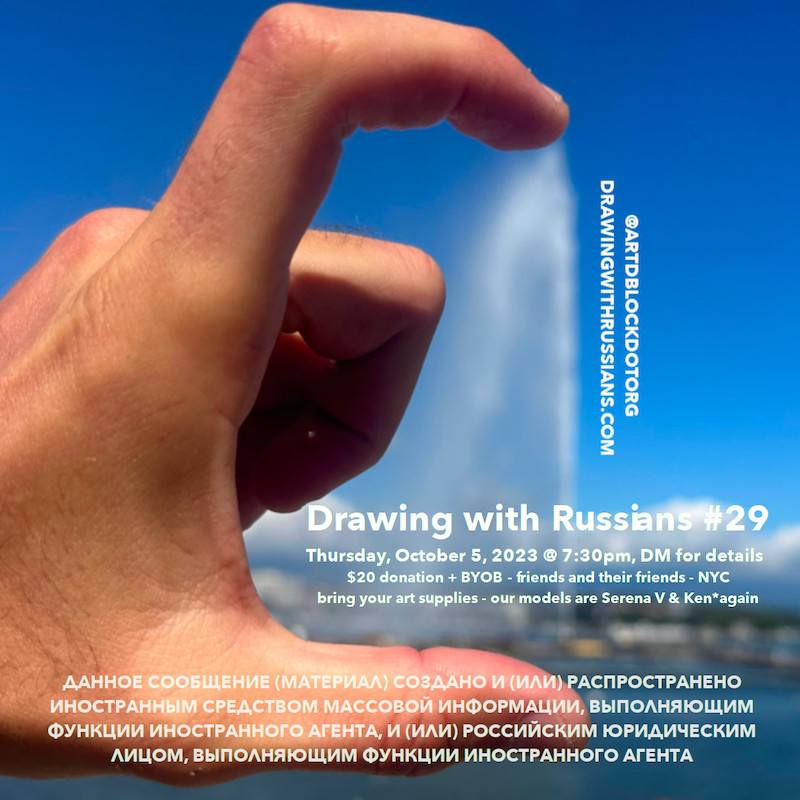 @ARTDBLOCKDOTORG
DRAWINGWITHRUSSIANS.COM
Drawing with Russians #29
Thursday, October 5, 2023 @ 7:30pm, DM for details
$20 donation + BYOB - friends and their friends - NYC
bring your art supplies - our models are Serena V & Ken*again
ДАННОЕ СООБЩЕНИЕ (МАТЕРИАЛ) СОЗДАНО И (ИЛИ) РАСПРОСТРАНЕНО
ИНОСТРАННЫМ СРЕДСТВОМ МАССОВОЙ ИНФОРМАЦИИ, ВЫПОЛНЯЮЩИМ
ФУНКЦИИ ИНОСТРАННОГО АГЕНТА, И (ИЛИ) РОССИЙСКИМ ЮРИДИЧЕСКИМ
ЛИЦОМ, ВЫПОЛНЯЮЩИМ ФУНКЦИИ ИНОСТРАННОГО АГЕНТА